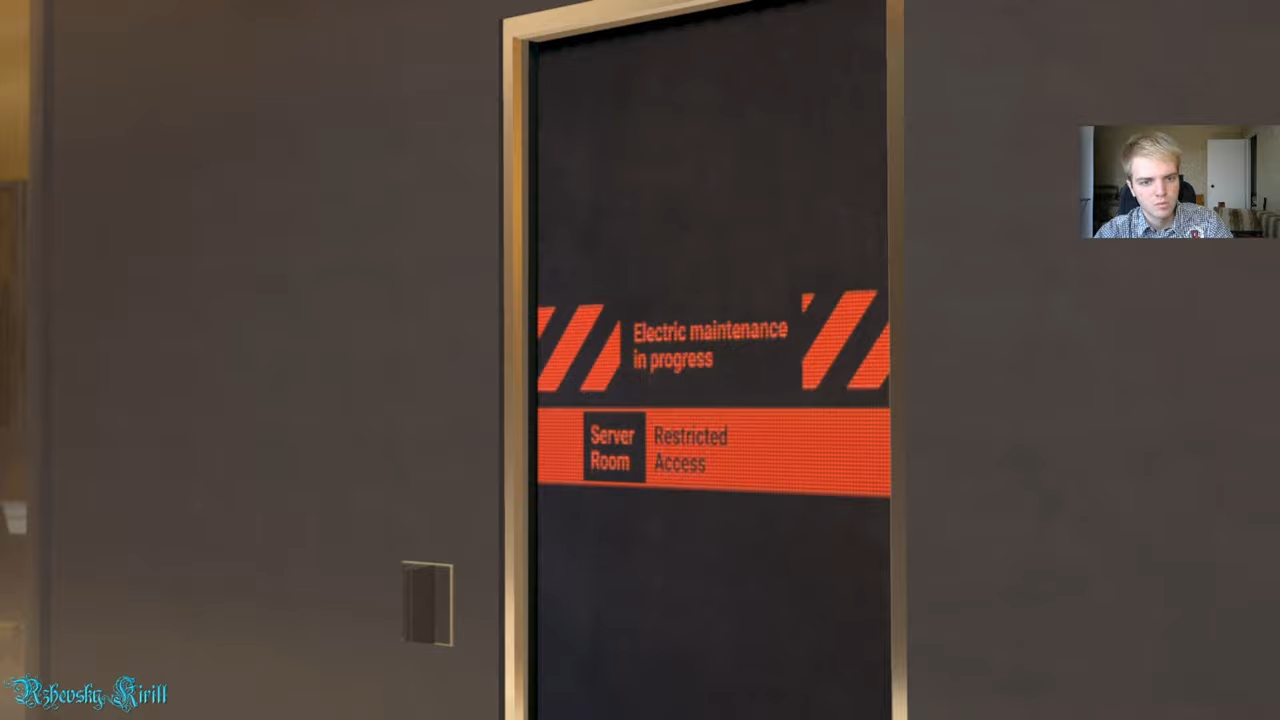 Electric maintenance
in progress
Server
Room
Restricted
Access
Rzhevsky Kirill